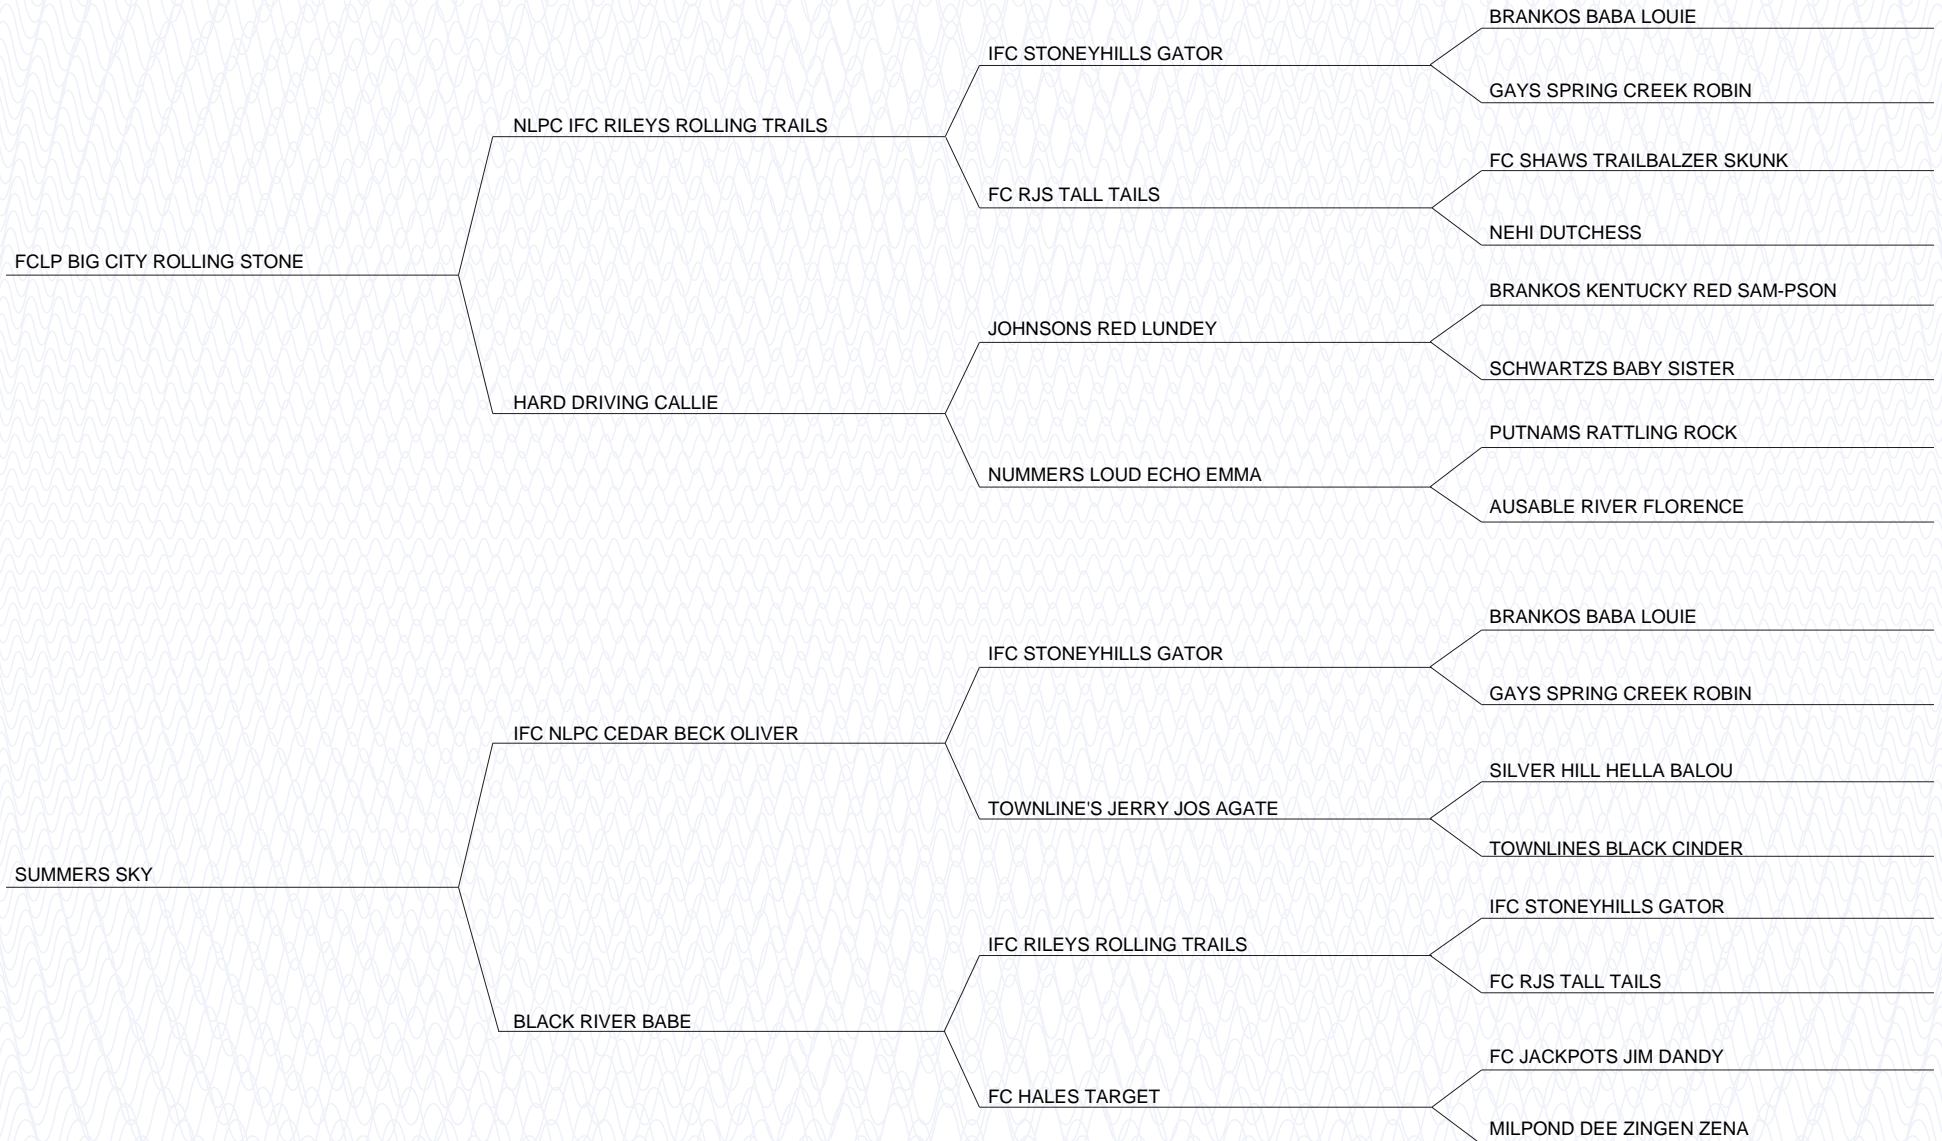 BRANKOS BABA LOUIE
IFC STONEYHILLS GATOR
GAYS SPRING CREEK ROBIN
NLPC IFC RILEYS ROLLING TRAILS
FC SHAWS TRAILBALZER SKUNK
FC RJS TALL TAILS
NEHI DUTCHESS
FCLP BIG CITY ROLLING STONE
BRANKOS KENTUCKY RED SAM-PSON
JOHNSONS RED LUNDEY
SCHWARTZS BABY SISTER
HARD DRIVING CALLIE
PUTNAMS RATTLING ROCK
NUMMERS LOUD ECHO EMMA
AUSABLE RIVER FLORENCE
BRANKOS BABA LOUIE
IFC STONEYHILLS GATOR
GAYS SPRING CREEK ROBIN
IFC NLPC CEDAR BECK OLIVER
SILVER HILL HELLA BALOU
TOWNLINE'S JERRY JOS AGATE
TOWNLINES BLACK CINDER
SUMMERS SKY
IFC STONEYHILLS GATOR
IFC RILEYS ROLLING TRAILS
FC RJS TALL TAILS
BLACK RIVER BABE
FC JACKPOTS JIM DANDY
FC HALES TARGET
MILPOND DEE ZINGEN ZENA